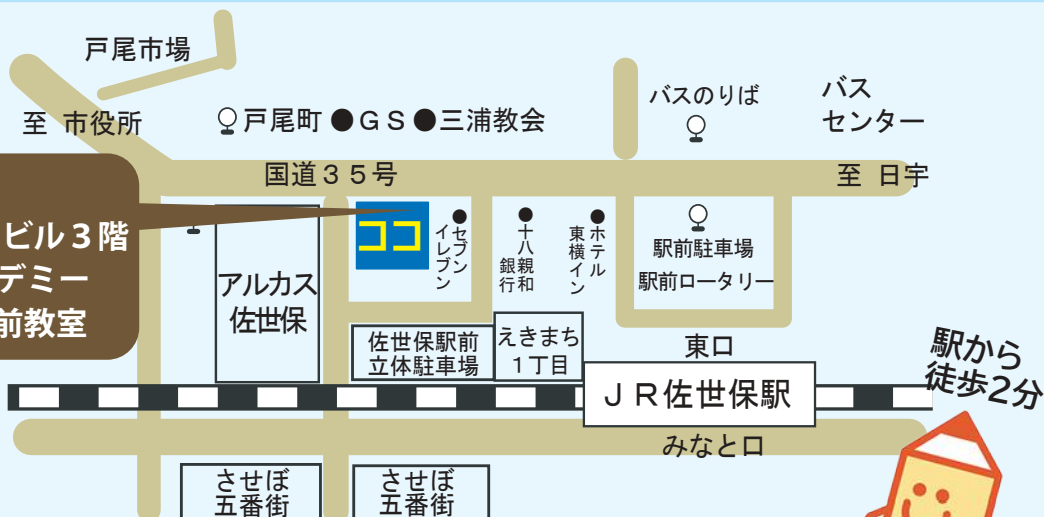 戸尾市場
至 市役所
戸尾町 ●GS ●三浦教会
バスのりば
バス
センター
国道35号
至 日宇
ビル3階
デミー
前教室
ココ
セブン
イレブン
十八親和
銀行
ホテル
東横イン
駅前駐車場
駅前ロータリー
アルカス
佐世保
佐世保駅前
立体駐車場
えきまち
1丁目
東口
JR佐世保駅
駅から
徒歩2分
みなと口
させぼ
五番街
させぼ
五番街